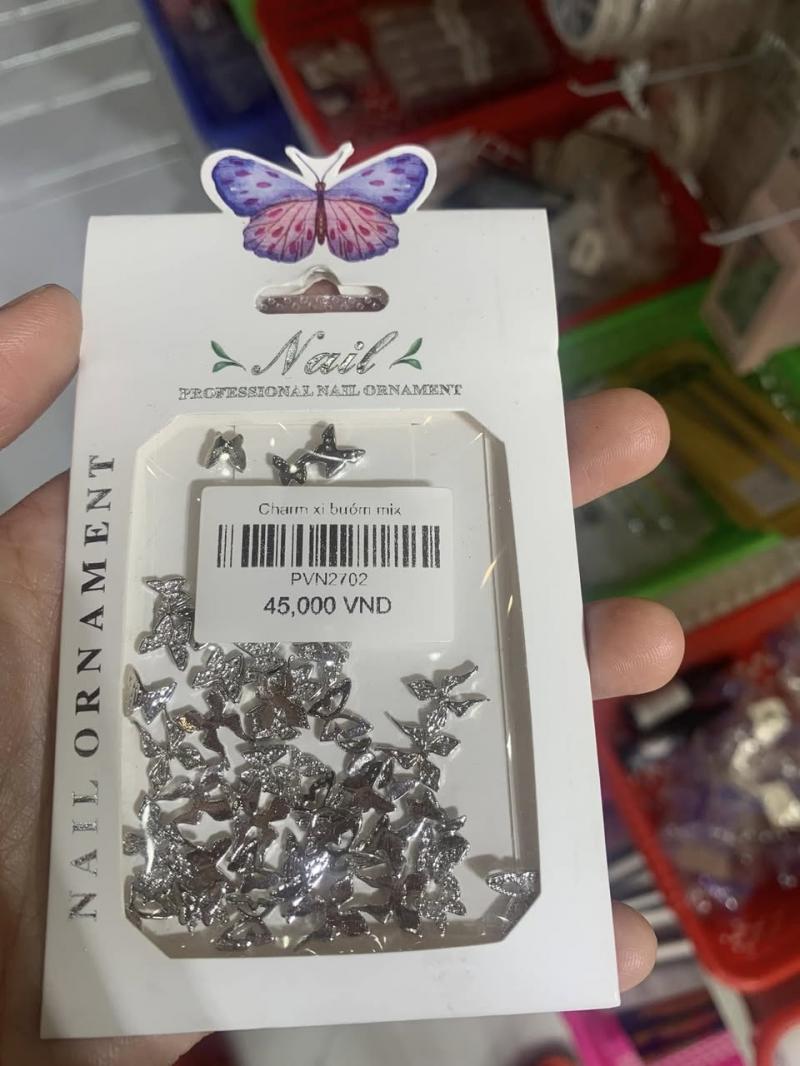 Nail
PROFESSIONAL NAIL ORNAMENT
NAIL ORNAMENT
Charm xi bướm mix
PVN2702
45,000 VND